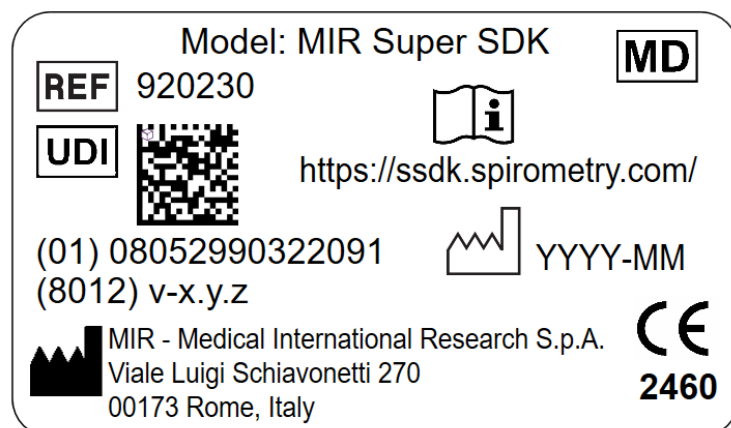 Model: MIR Super SDK
MD
REF 920230
i
UDI
https://ssdk.spirometry.com/
(01) 08052990322091
YYYY-MM
(8012) v-x.y.z
MIR - Medical International Research S.p.A.
Viale Luigi Schiavonetti 270
00173 Rome, Italy
CE
2460